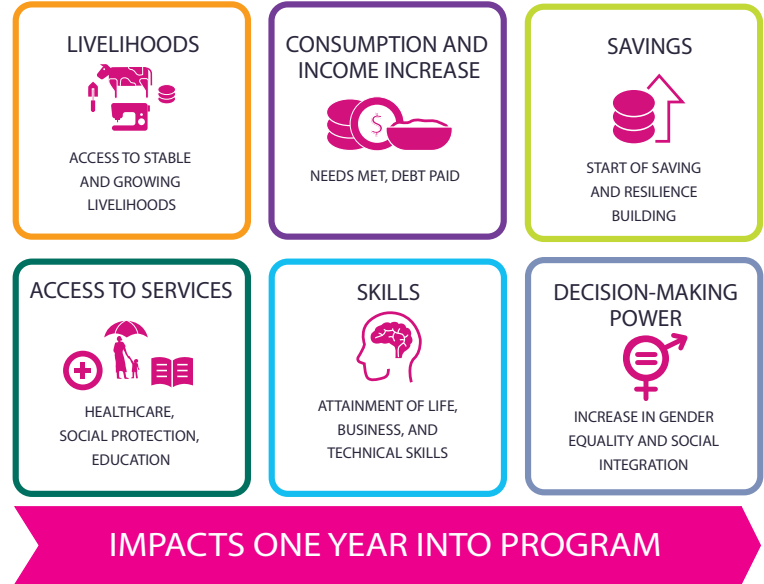 LIVELIHOODS
ACCESS TO STABLE
AND GROWING
LIVELIHOODS
CONSUMPTION AND
INCOME INCREASE
$
NEEDS MET, DEBT PAID
SAVINGS
START OF SAVING
AND RESILIENCE
BUILDING
ACCESS TO SERVICES
HEALTHCARE,
SOCIAL PROTECTION,
EDUCATION
SKILLS
ATTAINMENT OF LIFE,
BUSINESS, AND
TECHNICAL SKILLS
DECISION-MAKING
POWER
INCREASE IN GENDER
EQUALITY AND SOCIAL
INTEGRATION
IMPACTS ONE YEAR INTO PROGRAM